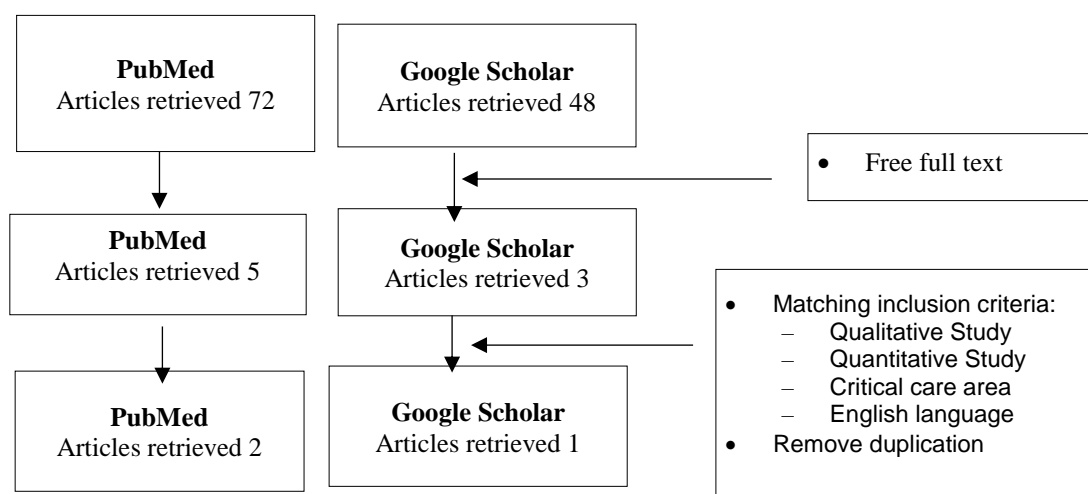 PubMed
Articles retrieved 72
Google Scholar
Articles retrieved 48
• Free full text
PubMed
Articles retrieved 5
Google Scholar
Articles retrieved 3
• Matching inclusion criteria:
– Qualitative Study
– Quantitative Study
– Critical care area
– English language
• Remove duplication
PubMed
Articles retrieved 2
Google Scholar
Articles retrieved 1